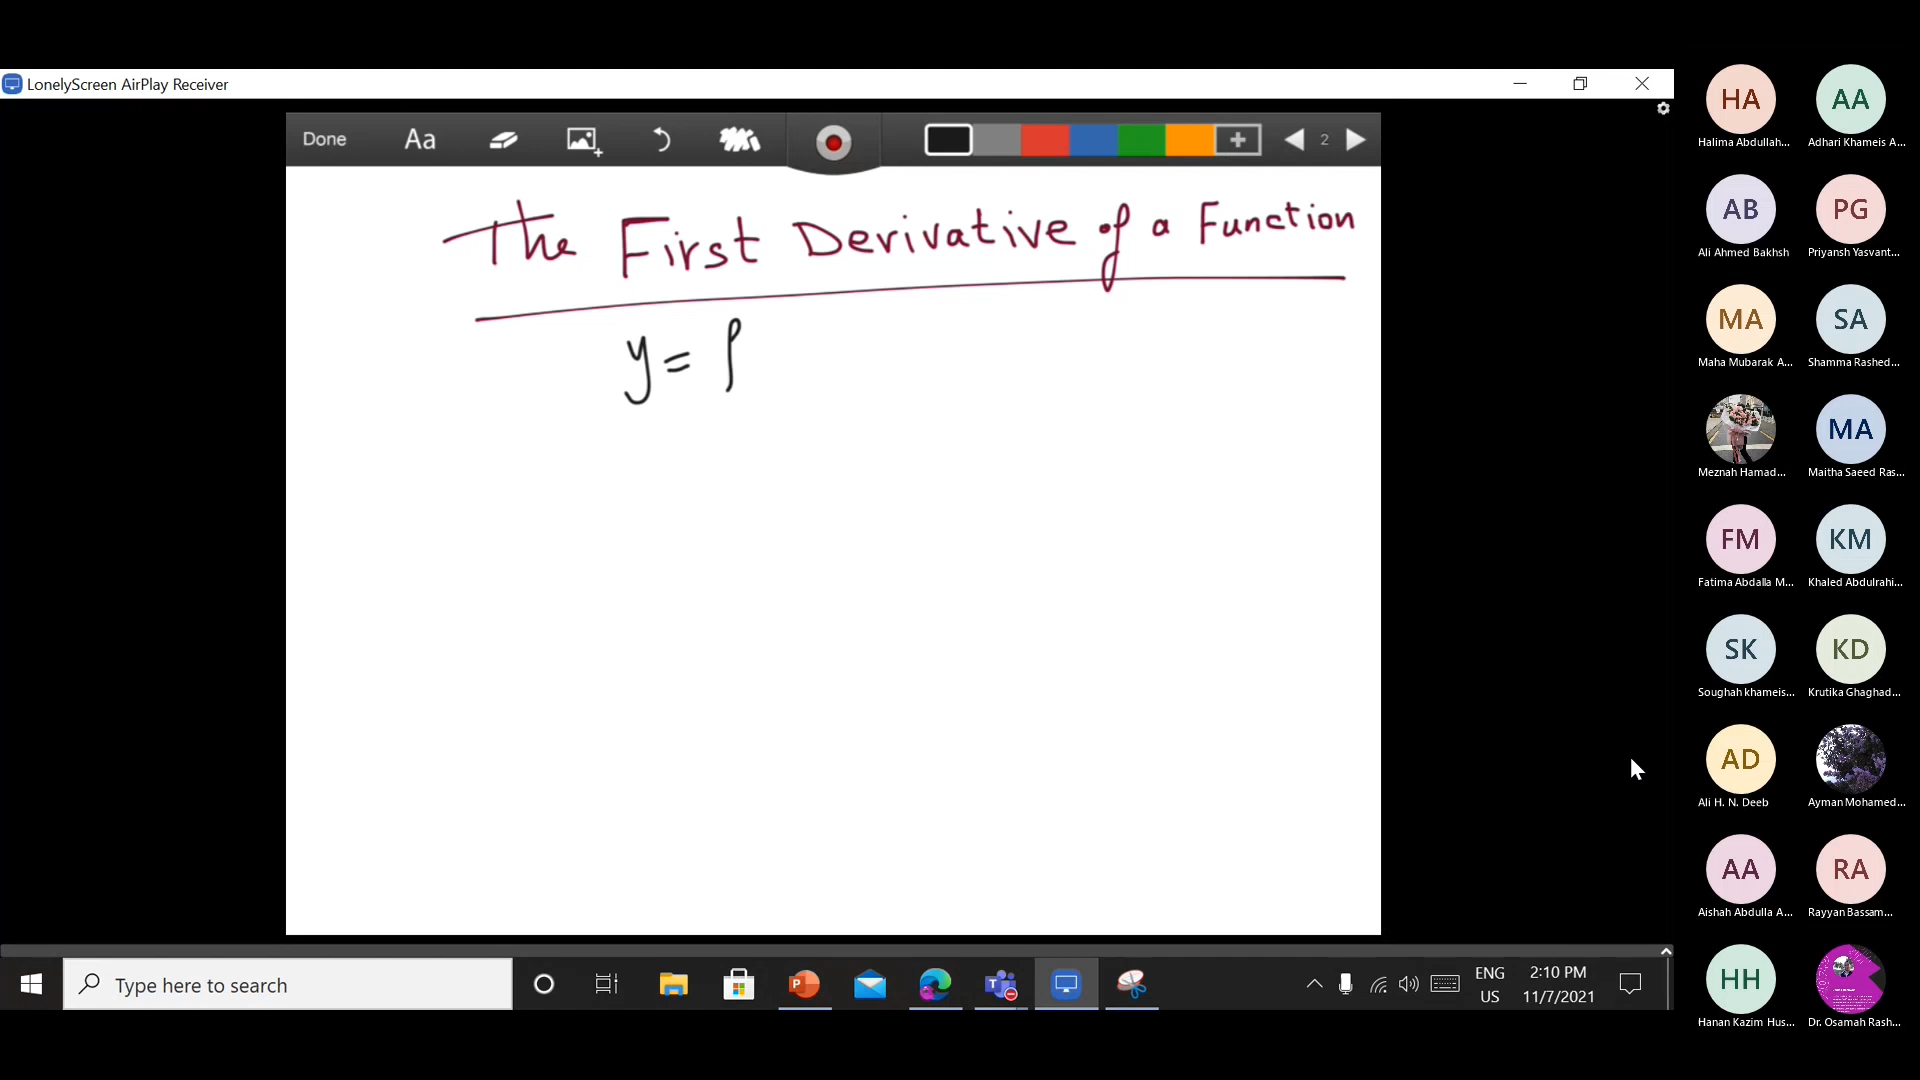 LonelyScreen AirPlay Receiver
Done Aa 2
The First Derivative of a Function
y = f
HA AA
Halima Abdullah... Adhari Khameis A...
AB PG
Ali Ahmed Bakhsh Priyansh Yasvant...
MA SA
Maha Mubarak A... Shamma Rashed...
MA
Meznah Hamad... Maitha Saeed Ras...
FM KM
Fatima Abdalla M... Khaled Abdulrahi...
SK KD
Soughah khameis... Krutika Ghaghad...
AD
Ali H. N. Deeb Ayman Mohamed...
AA RA
Aishah Abdulla A... Rayyan Bassam...
HH
Hanan Kazim Hus... Dr. Osamah Rash...
Type here to search
ENG 2:10 PM
US 11/7/2021